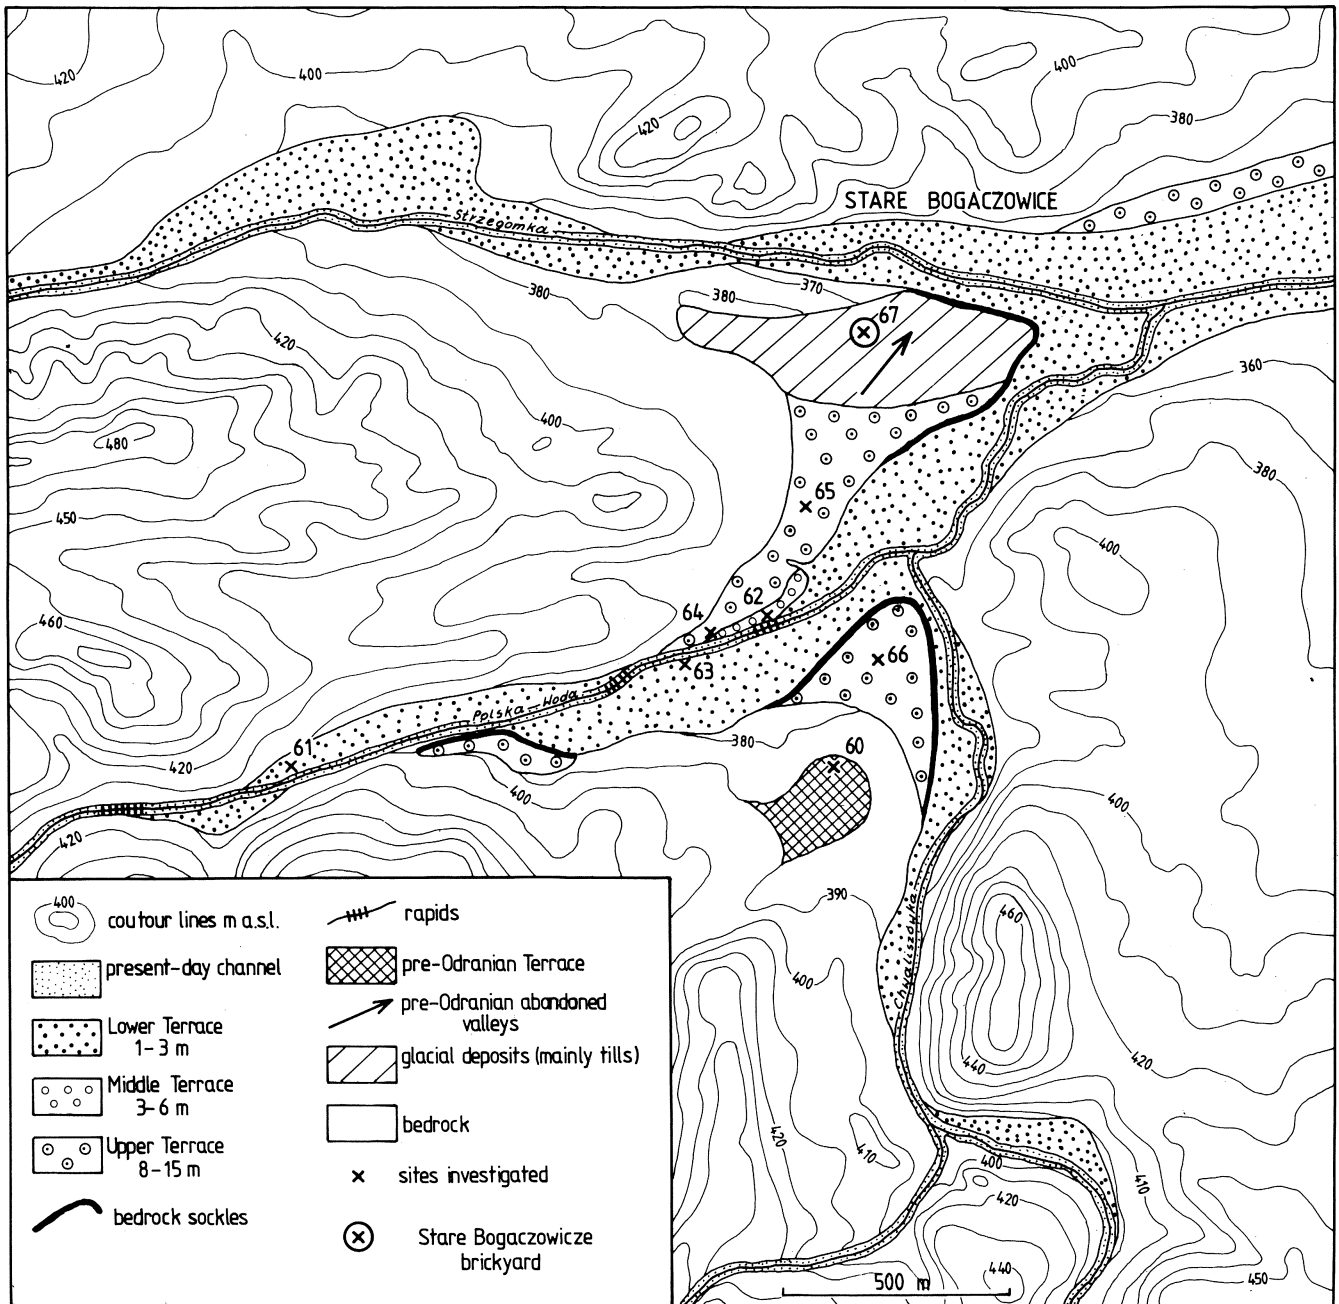 420
400
400
420
380
STARE BOGACZOWICE
Strzegomka
380
380
370
67
420
400
360
480
380
450
65
400
460
64
62
63
66
Polska – Woda
61
380
60
420
400
400
420
390
460
400
Chwaliszówka
440
420
420
410
400
410
420
440
450
500 m
400
coutour lines m a.s.l.
present-day channel
Lower Terrace
1-3 m
Middle Terrace
3-6 m
Upper Terrace
8-15 m
bedrock sockles
rapids
pre-Odranian Terrace
pre-Odranian abandoned
valleys
glacial deposits (mainly tills)
bedrock
sites investigated
Stare Bogaczowicze
brickyard